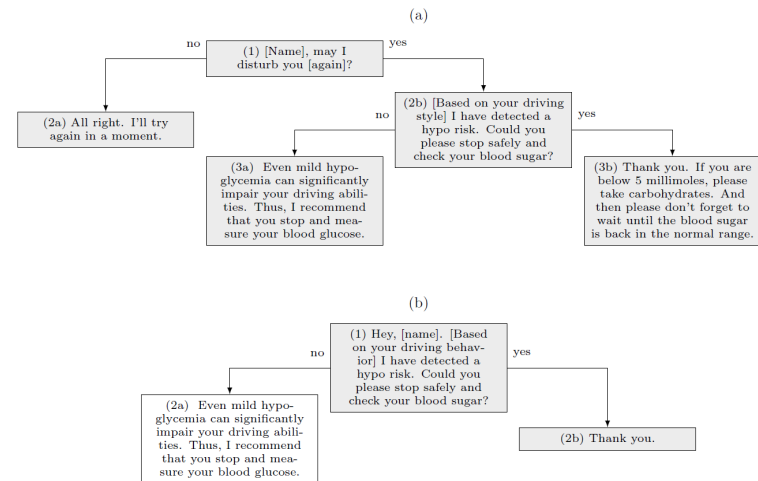 (a)
no
(1) [Name], may I
disturb you [again]?
yes
(2a) All right. I'll try
again in a moment.
no
(2b) [Based on your driving
style] I have detected a
hypo risk. Could you
please stop safely and
check your blood sugar?
yes
(3a) Even mild hypo-
glycemia can significantly
impair your driving abili-
ties. Thus, I recommend
that you stop and mea-
sure your blood glucose.
(3b) Thank you. If you are
below 5 millimoles, please
take carbohydrates. And
then please don't forget to
wait until the blood sugar
is back in the normal range.
(b)
no
(1) Hey, [name]. [Based
on your driving behav-
ior] I have detected a
hypo risk. Could you
please stop safely and
check your blood sugar?
yes
(2a) Even mild hypo-
glycemia can significantly
impair your driving abili-
ties. Thus, I recommend
that you stop and mea-
sure your blood glucose.
(2b) Thank you.